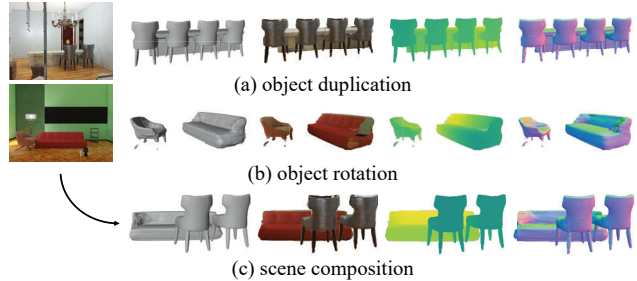 (a) object duplication
(b) object rotation
(c) scene composition